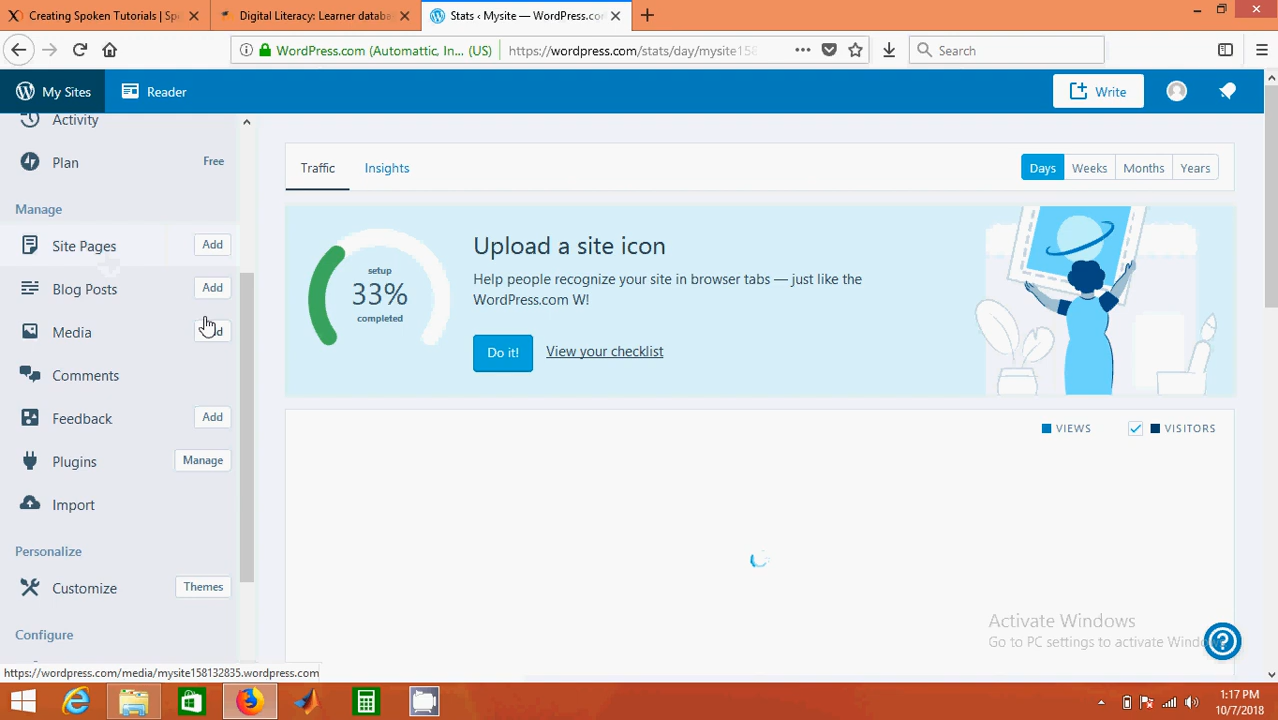 Creating Spoken Tutorials | Spo
Digital Literacy: Learner databa
Stats ‹ Mysite — WordPress.co
WordPress.com (Automattic, In... (US)
https://wordpress.com/stats/day/mysite158
Search
My Sites
Reader
Write
Activity
Plan
Free
Manage
Site Pages
Add
Blog Posts
Add
Media
Comments
Feedback
Add
Plugins
Manage
Import
Personalize
Customize
Themes
Configure
Traffic
Insights
Days
Weeks
Months
Years
setup
33%
completed
Upload a site icon
Help people recognize your site in browser tabs — just like the
WordPress.com W!
Do it!
View your checklist
VIEWS
VISITORS
Activate Windows
Go to PC settings to activate Windo
https://wordpress.com/media/mysite158132835.wordpress.com
1:17 PM
10/7/2018